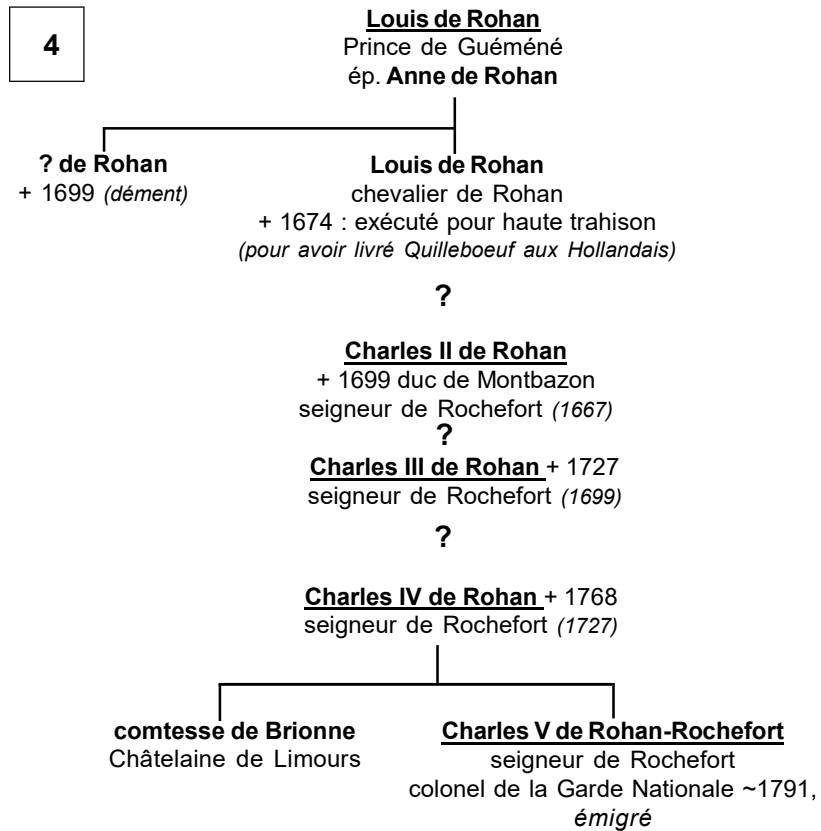 4
Louis de Rohan
Prince de Guéméné
ép. Anne de Rohan
? de Rohan
+ 1699 (dément)
Louis de Rohan
chevalier de Rohan
+ 1674 : exécuté pour haute trahison
(pour avoir livré Quilleboeuf aux Hollandais)
?
Charles II de Rohan
+ 1699 duc de Montbazon
seigneur de Rochefort (1667)
?
Charles III de Rohan + 1727
seigneur de Rochefort (1699)
?
Charles IV de Rohan + 1768
seigneur de Rochefort (1727)
comtesse de Brionne
Châtelaine de Limours
Charles V de Rohan-Rochefort
seigneur de Rochefort
colonel de la Garde Nationale ~1791,
émigré